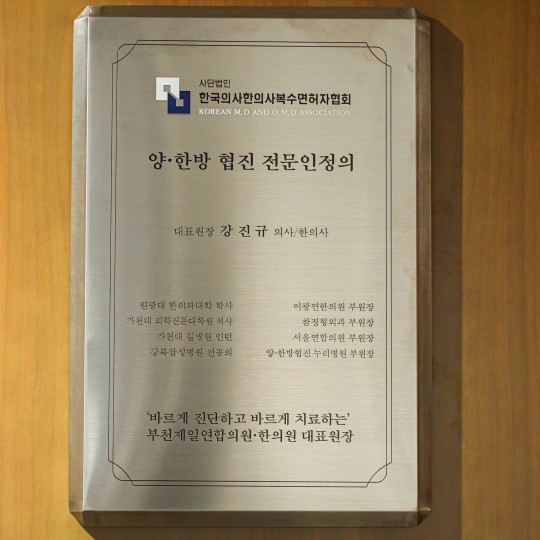 사단법인
한국의사한의사복수면허자협회
KOREAN M,D AND O,M,D ASSOCIATION
양·한방 협진 전문인정의
대표원장 강진규 의사/한의사
원광대 한의과대학 학사
가천대 의학전문대학원 석사
가천대 길병원 인턴
강북삼성병원 전공의
이광연한의원 부원장
참정형외과 부원장
서울연합의원 부원장
양·한방협진 누리병원 부원장
'바르게 진단하고 바르게 치료하는'
부천제일연합의원·한의원 대표원장